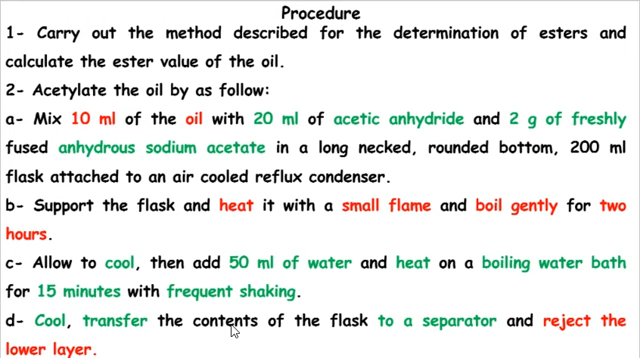 Procedure
1- Carry out the method described for the determination of esters and
calculate the ester value of the oil.
2- Acetylate the oil by as follow:
a- Mix 10 ml of the oil with 20 ml of acetic anhydride and 2 g of freshly
fused anhydrous sodium acetate in a long necked, rounded bottom, 200 ml
flask attached to an air cooled reflux condenser.
b- Support the flask and heat it with a small flame and boil gently for two
hours.
c- Allow to cool, then add 50 ml of water and heat on a boiling water bath
for 15 minutes with frequent shaking.
d- Cool, transfer the contents of the flask to a separator and reject the
lower layer.